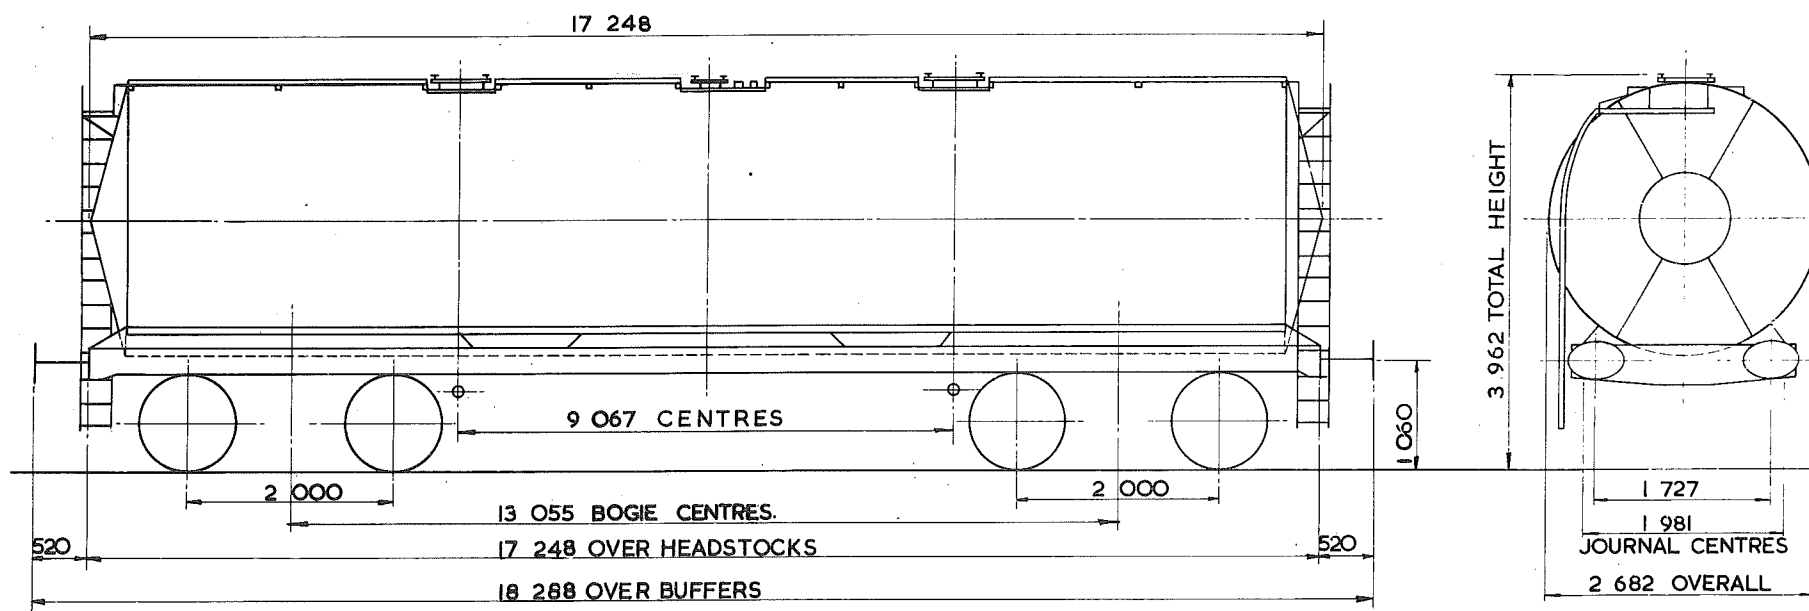 17 248
3 962 TOTAL HEIGHT
9 067 CENTRES
1 060
2 000
2 000
1 727
13 055 BOGIE CENTRES.
1 981
JOURNAL CENTRES
520
17 248 OVER HEADSTOCKS
520
2 682 OVERALL
18 288 OVER BUFFERS